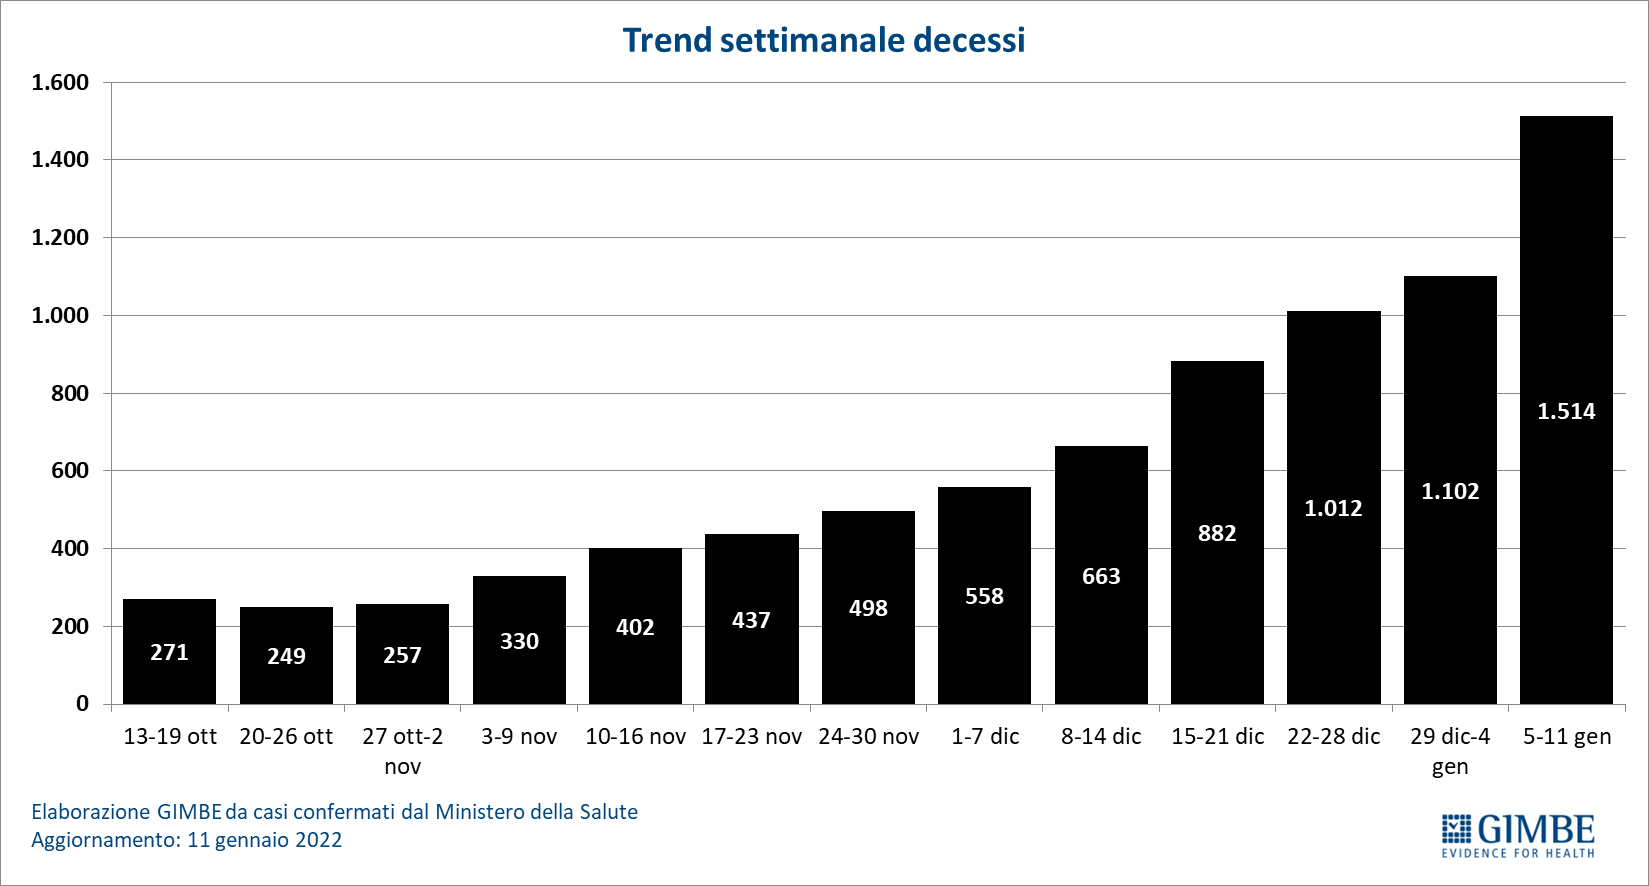 Trend settimanale decessi
1.600
1.400
1.200
1.000
800
600
400
200
0
271
249
257
330
402
437
498
558
663
882
1.012
1.102
1.514
13-19 ott
20-26 ott
27 ott-2
nov
3-9 nov
10-16 nov
17-23 nov
24-30 nov
1-7 dic
8-14 dic
15-21 dic
22-28 dic
29 dic-4
gen
5-11 gen
Elaborazione GIMBE da casi confermati dal Ministero della Salute
Aggiornamento: 11 gennaio 2022
GIMBE
EVIDENCE FOR HEALTH